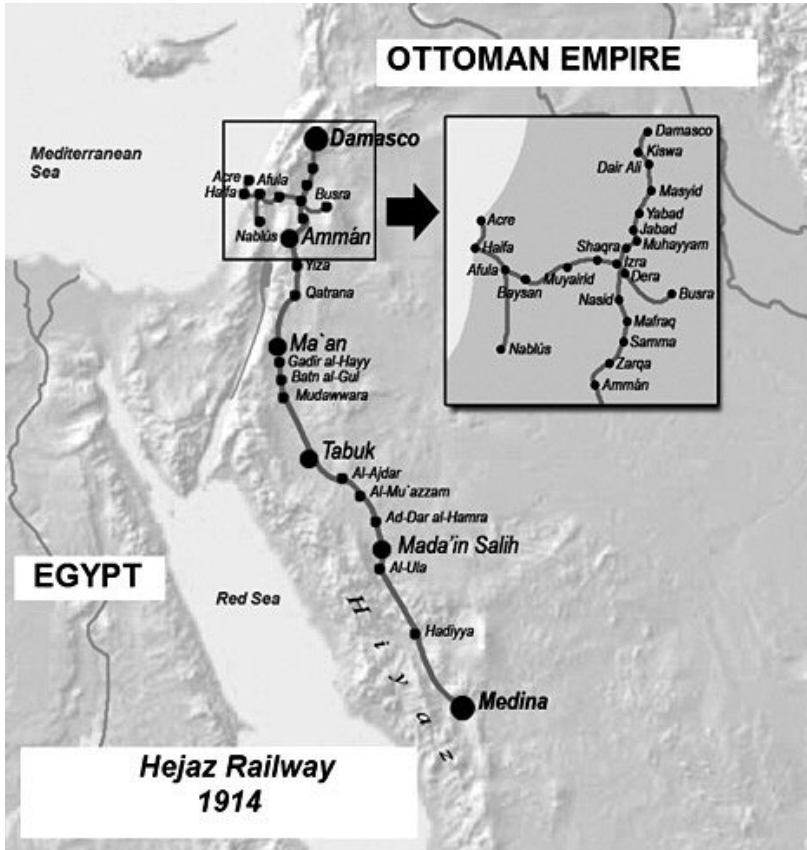 OTTOMAN EMPIRE
Mediterranean
Sea
Damasco
Acre
Afula
Haifa
Busra
Nablús
Ammán
Yiza
Qatrana
Ma`an
Gadir al-Hayy
Batn al-Gul
Mudawwara
Tabuk
Al-Ajdar
Al-Mu`azzam
Ad-Dar al-Hamra
Mada'in Salih
Al-Ula
EGYPT
Red Sea
Hiyaz
Hadiyya
Medina
Hejaz Railway
1914
Damasco
Kiswa
Dair Ali
Masyid
Yabad
Jabad
Muhayyam
Shaqra
Izra
Dera
Acre
Haifa
Afula
Baysan
Muyairid
Nasid
Busra
Mafraq
Samma
Nablús
Zarqa
Ammán